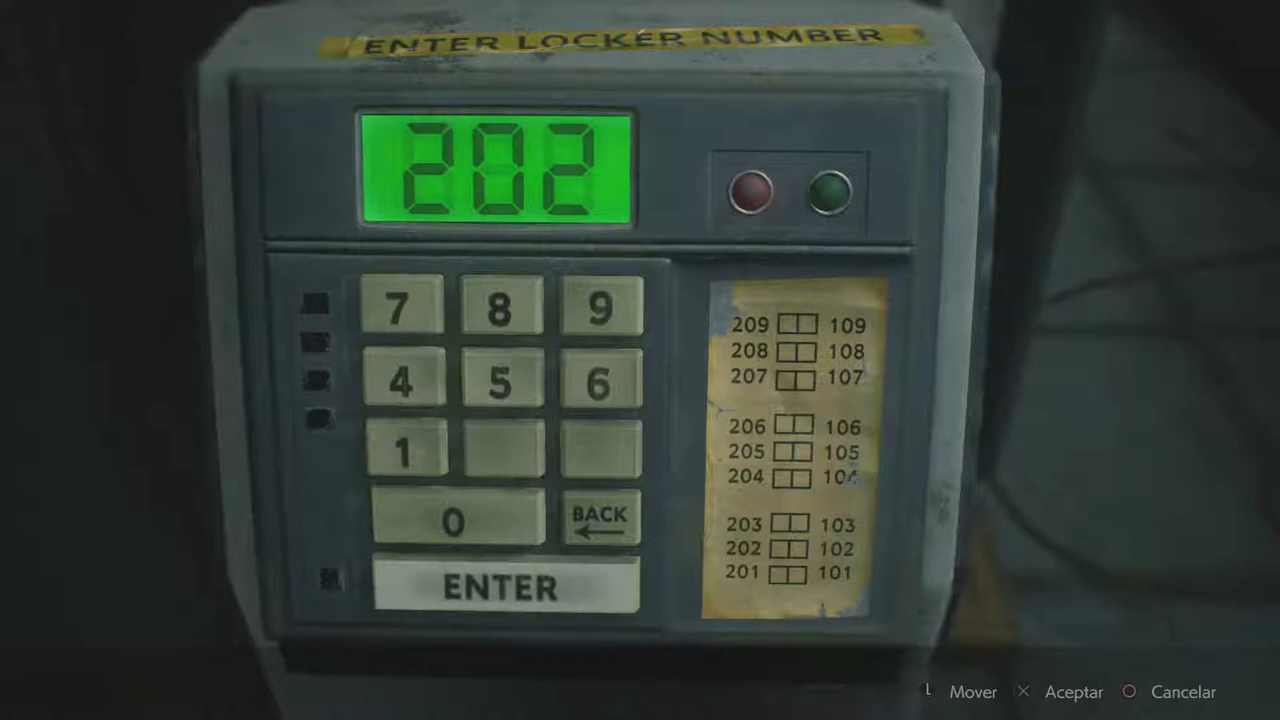 ENTER LOCKER NUMBER
202
7 8 9
4 5 6
1
0 BACK
ENTER
209 109
208 108
207 107
206 106
205 105
204 104
203 103
202 102
201 101
L Mover X Aceptar O Cancelar